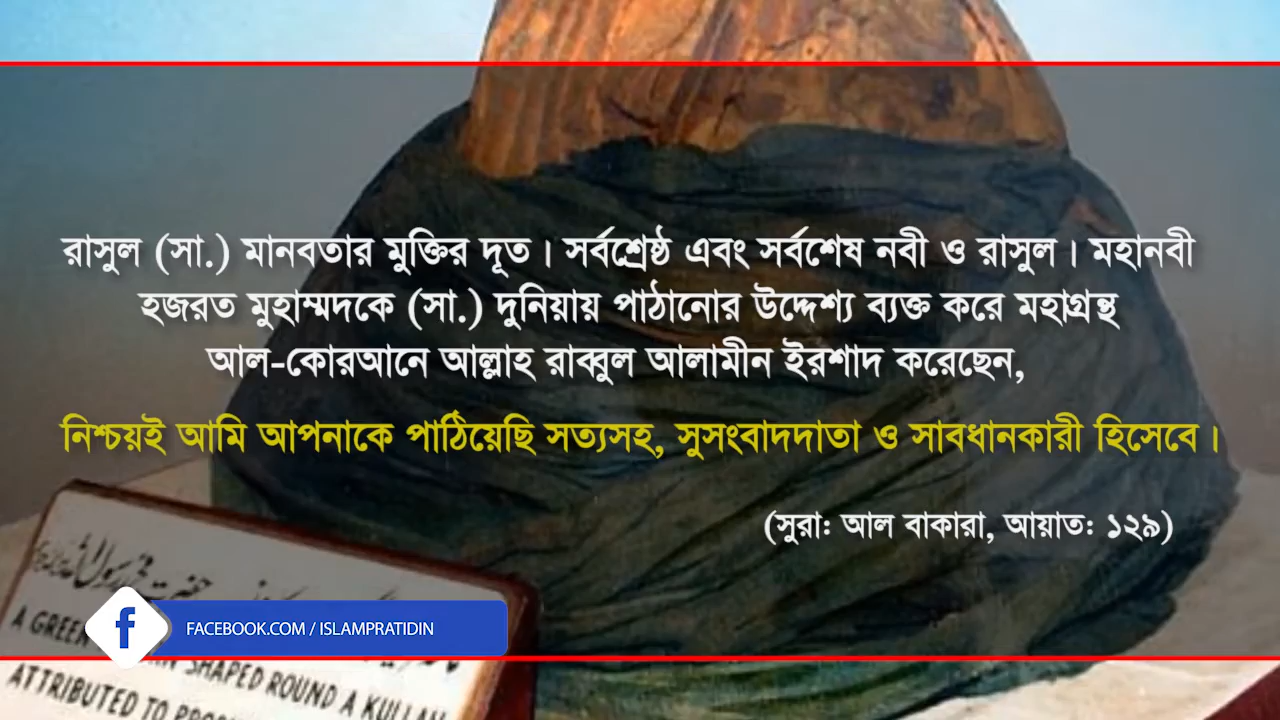 রাসুল (সা.) মানবতার মুক্তির দূত। সর্বশ্রেষ্ঠ এবং সর্বশেষ নবী ও রাসুল। মহানবী
হজরত মুহাম্মদকে (সা.) দুনিয়ায় পাঠানোর উদ্দেশ্য ব্যক্ত করে মহাগ্রন্থ
আল-কোরআনে আল্লাহ রাব্বুল আলামীন ইরশাদ করেছেন,
নিশ্চয়ই আমি আপনাকে পাঠিয়েছি সত্যসহ, সুসংবাদদাতা ও সাবধানকারী হিসেবে।
(সুরা: আল বাকারা, আয়াত: ১২৯)
FACEBOOK.COM / ISLAMPRATIDIN
A GREEN
SHAPED ROUND A KULLAH
ATTRIBUTED TO